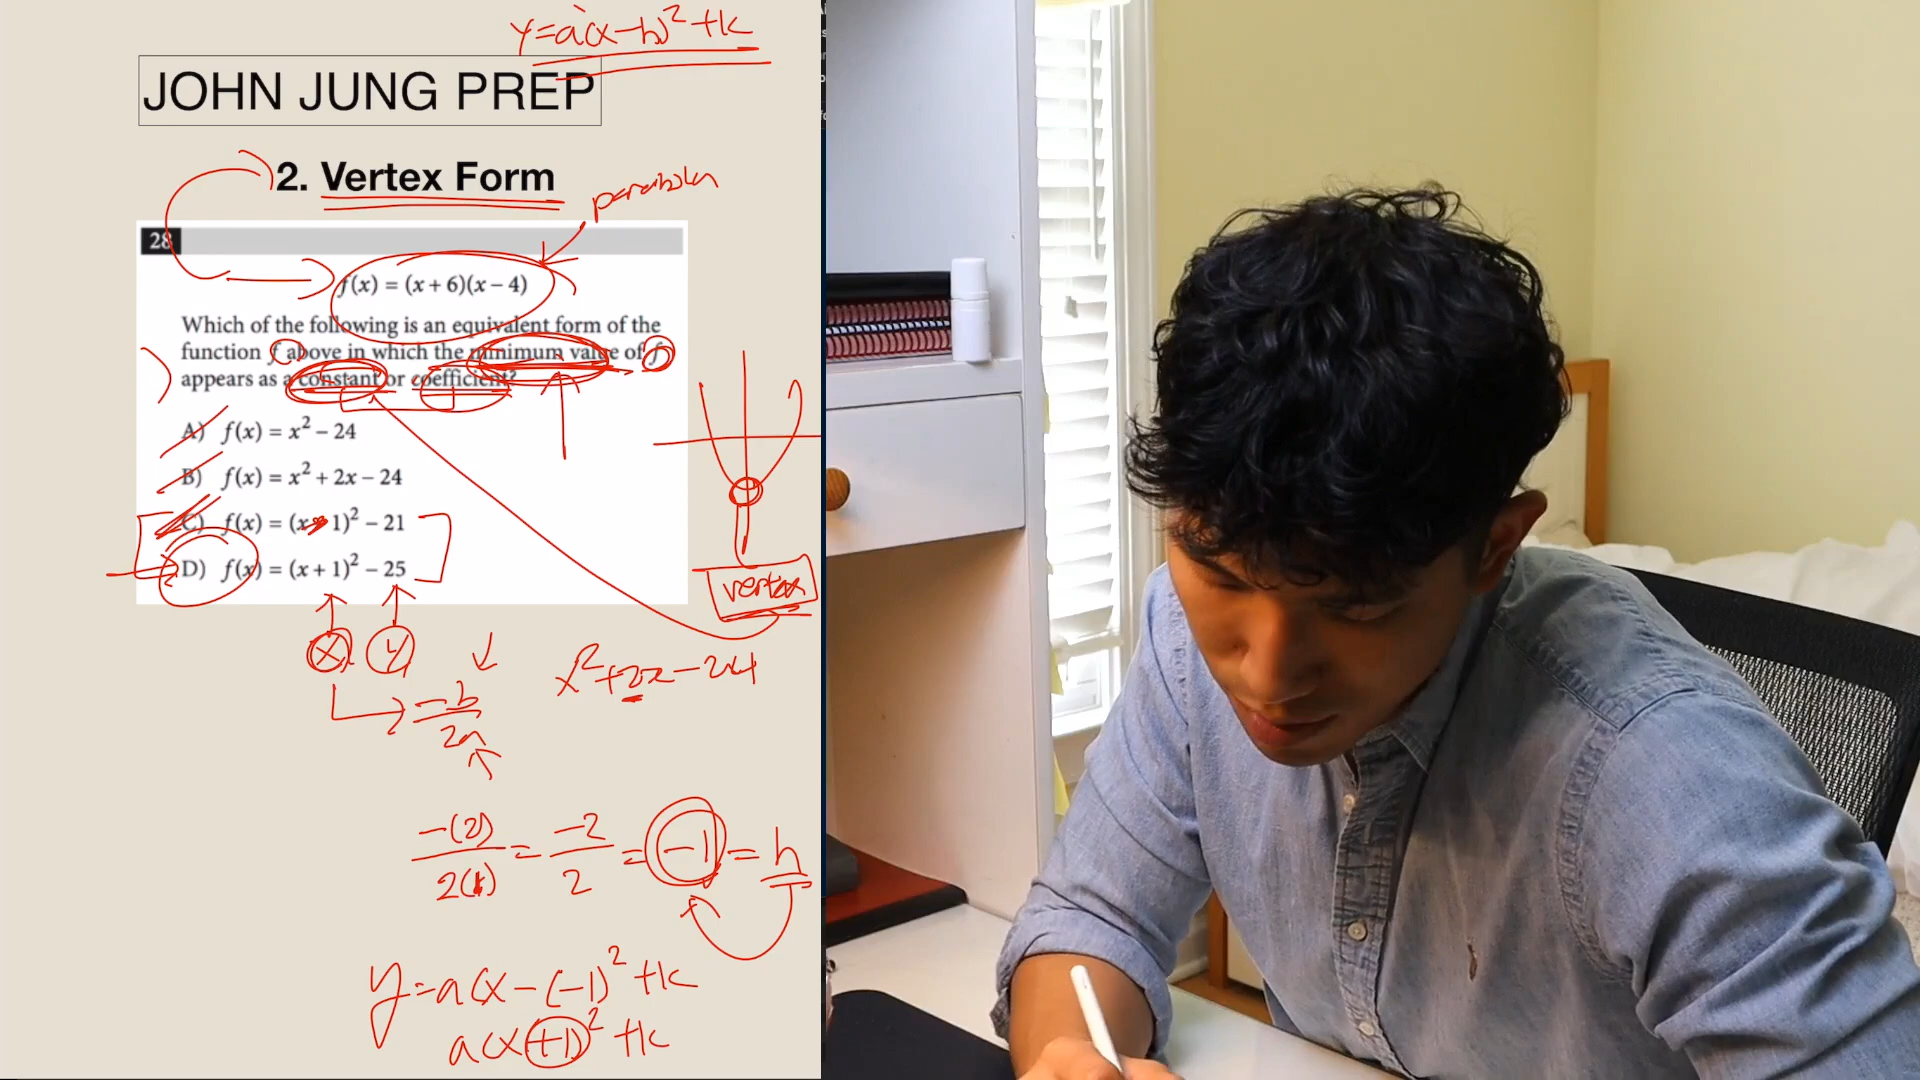 y=a(x-h)²+k
JOHN JUNG PREP
2. Vertex Form
parabola
28
f(x) = (x + 6)(x – 4)
Which of the following is an equivalent form of the
function f above in which the minimum value of f
appears as a constant or coefficient?
A) f(x) = x² – 24
B) f(x) = x² + 2x – 24
C) f(x) = (x 1)² – 21
D) f(x) = (x + 1)² – 25
vertex
x y
x²+2x-24
-b/2a
-(2)/2(1) = -2/2 = -1 = h
y=a(x-(-1)²+k
a(x+1)²+k